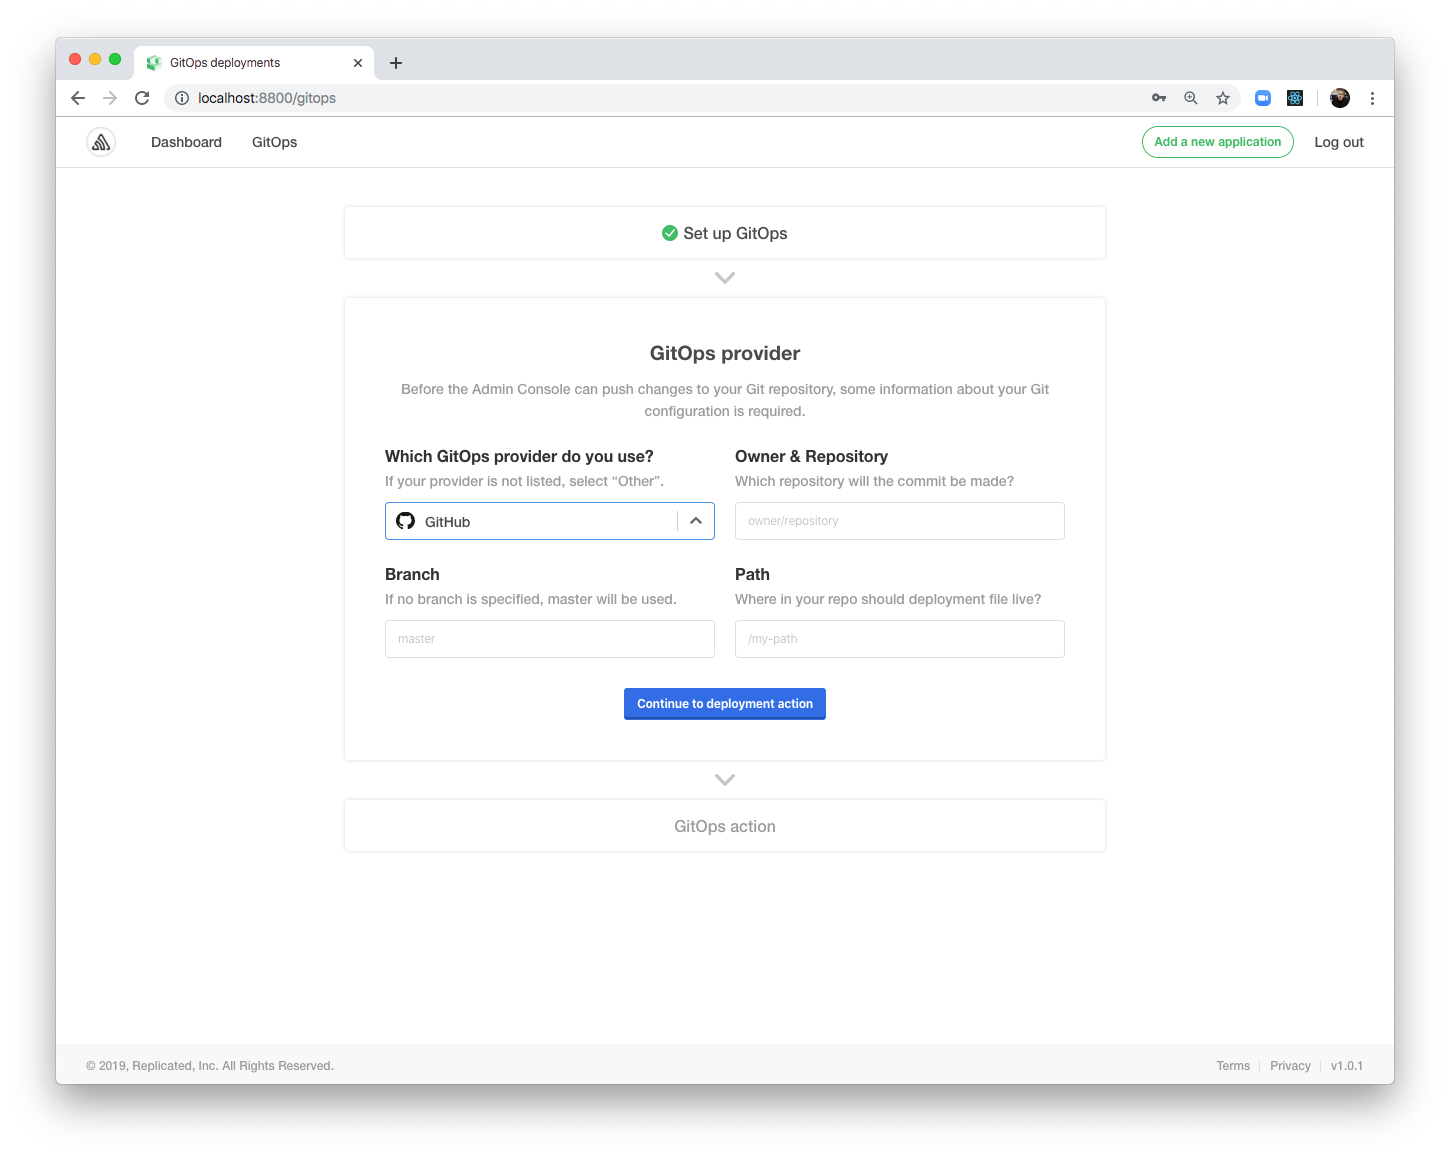 GitOps deployments
localhost:8800/gitops
Dashboard GitOps Add a new application Log out
Set up GitOps
GitOps provider
Before the Admin Console can push changes to your Git repository, some information about your Git
configuration is required.
Which GitOps provider do you use?
If your provider is not listed, select “Other”.
GitHub
Owner & Repository
Which repository will the commit be made?
owner/repository
Branch
If no branch is specified, master will be used.
master
Path
Where in your repo should deployment file live?
/my-path
Continue to deployment action
GitOps action
© 2019, Replicated, Inc. All Rights Reserved. Terms Privacy v1.0.1